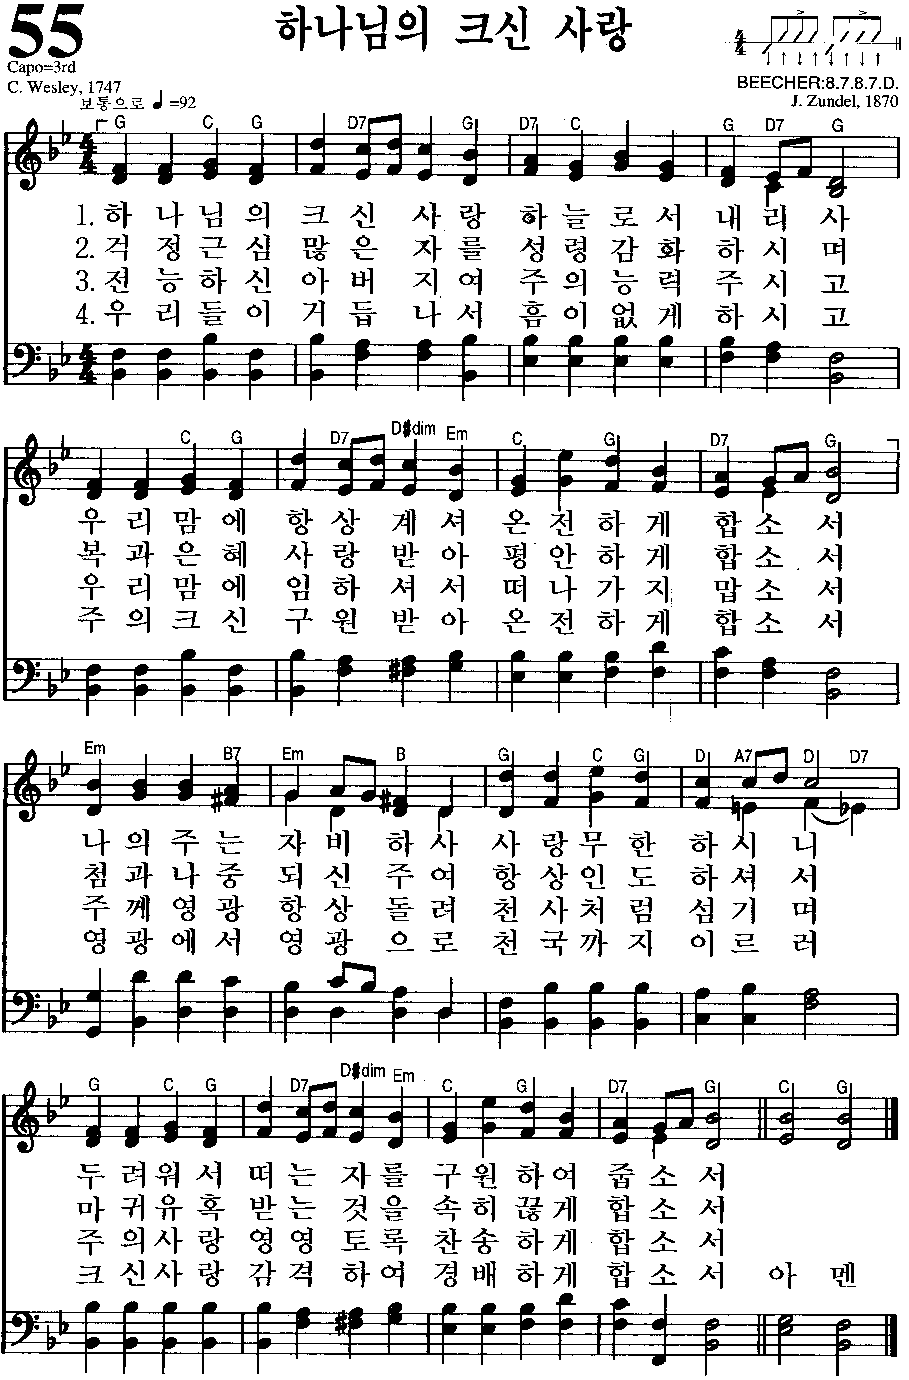 55
하나님의 크신 사랑
Capo=3rd
C. Wesley, 1747
보통으로 ♩=92
BEECHER:8.7.8.7.D.
J. Zundel, 1870
4/4
G C G D7 G D7 C G D7 G
1. 하 나 님 의 크 신 사 랑 하 늘 로 서 내 리 사
2. 걱 정 근 심 많 은 자 를 성 령 감 화 하 시 며
3. 전 능 하 신 아 버 지 여 주 의 능 력 주 시 고
4. 우 리 들 이 거 듭 나 서 흠 이 없 게 하 시 고
C G D7 D#dim Em C G D7 G
우 리 맘 에 항 상 계 셔 온 전 하 게 합 소 서
복 과 은 혜 사 랑 받 아 평 안 하 게 합 소 서
우 리 맘 에 임 하 셔 서 떠 나 가 지 맙 소 서
주 의 크 신 구 원 받 아 온 전 하 게 합 소 서
Em B7 Em B G C G D A7 D D7
나 의 주 는 자 비 하 사 사 랑 무 한 하 시 니
첨 과 나 중 되 신 주 여 항 상 인 도 하 셔 서
주 께 영 광 항 상 돌 려 천 사 처 럼 섬 기 며
영 광 에 서 영 광 으 로 천 국 까 지 이 르 러
G C G D7 D#dim Em C G D7 G C G
두 려 워 서 떠 는 자 를 구 원 하 여 줍 소 서
마 귀 유 혹 받 는 것 을 속 히 끊 게 합 소 서
주 의 사 랑 영 영 토 록 찬 송 하 게 합 소 서
크 신 사 랑 감 격 하 여 경 배 하 게 합 소 서 아 멘